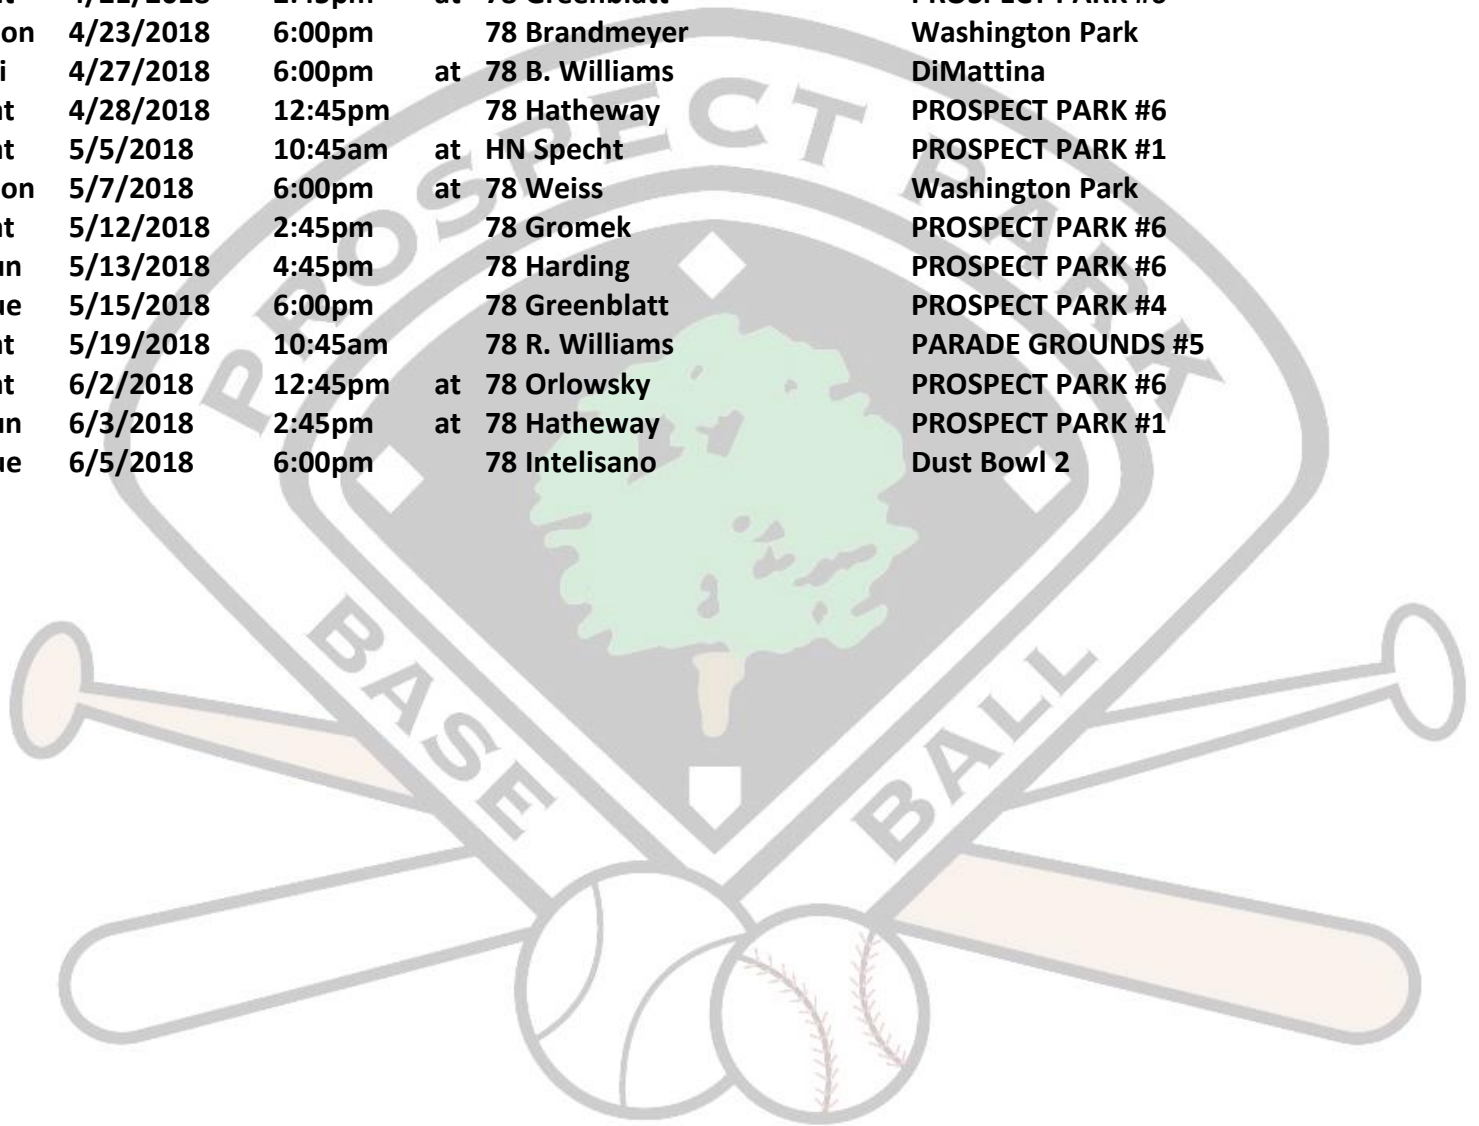 on 4/23/2018 6:00pm 78 Brandmeyer Washington Park
i 4/27/2018 6:00pm at 78 B. Williams DiMattina
at 4/28/2018 12:45pm 78 Hatheway PROSPECT PARK #6
at 5/5/2018 10:45am at HN Specht PROSPECT PARK #1
on 5/7/2018 6:00pm at 78 Weiss Washington Park
at 5/12/2018 2:45pm 78 Gromek PROSPECT PARK #6
un 5/13/2018 4:45pm 78 Harding PROSPECT PARK #6
ue 5/15/2018 6:00pm 78 Greenblatt PROSPECT PARK #4
at 5/19/2018 10:45am 78 R. Williams PARADE GROUNDS #5
at 6/2/2018 12:45pm at 78 Orlowsky PROSPECT PARK #6
un 6/3/2018 2:45pm at 78 Hatheway PROSPECT PARK #1
ue 6/5/2018 6:00pm 78 Intelisano Dust Bowl 2
PROSPECT PARK
BASE BALL